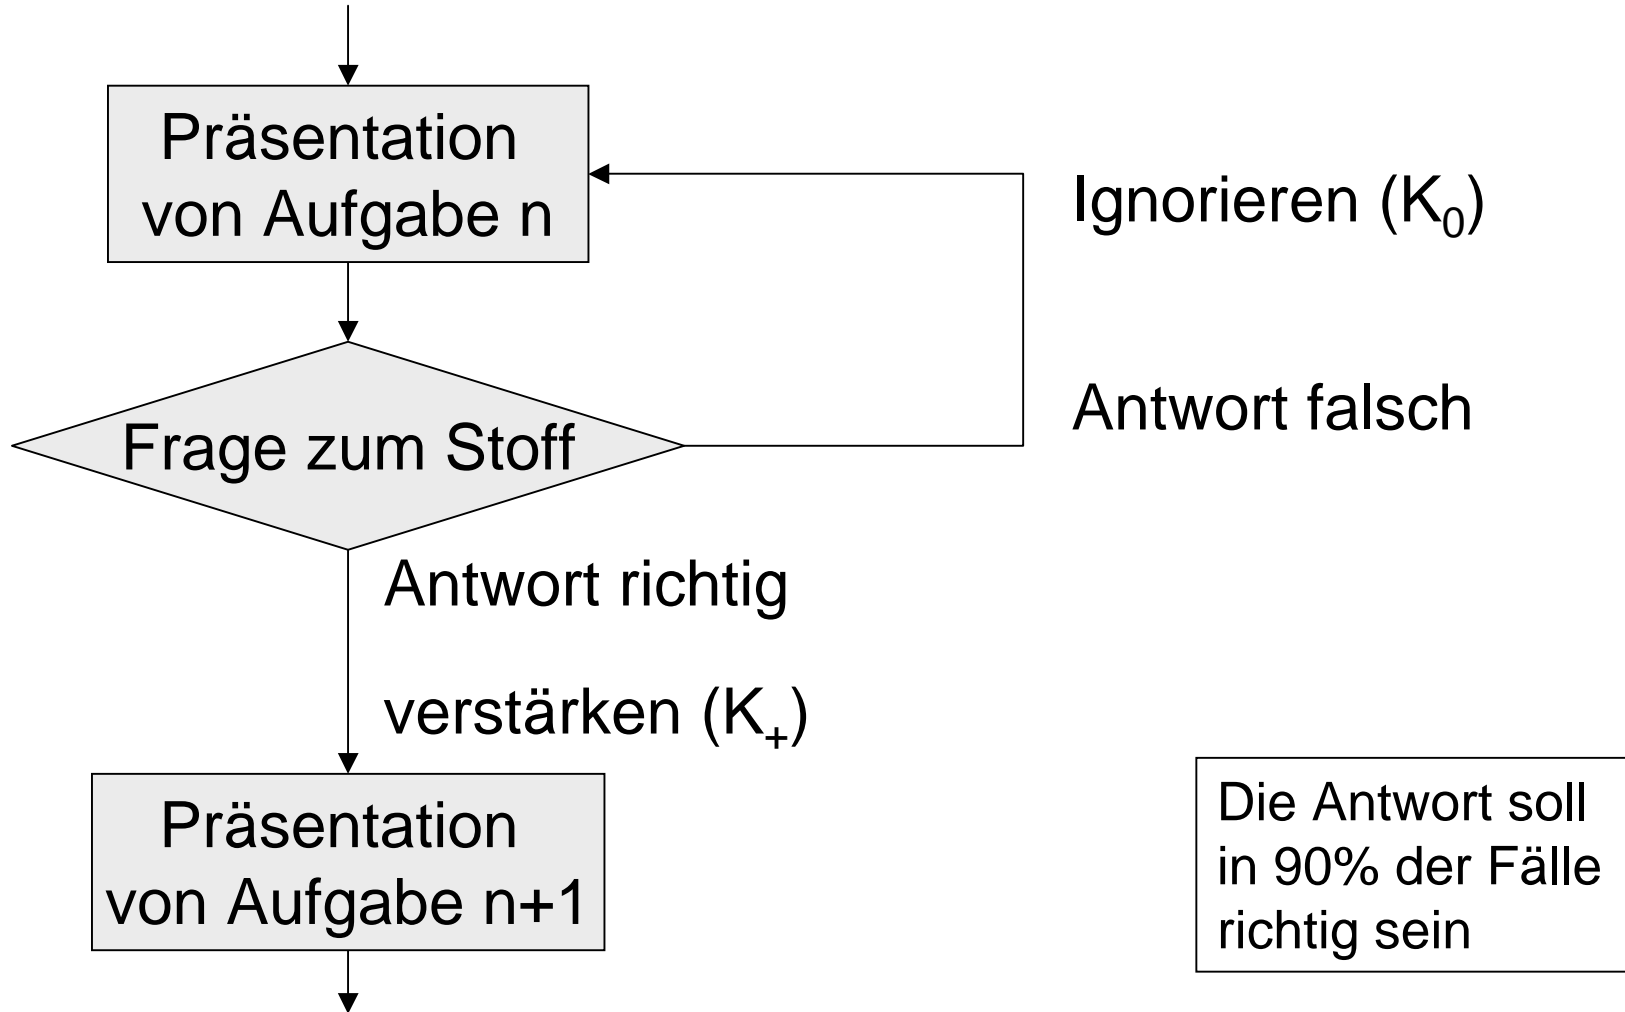 Präsentation
von Aufgabe n
Ignorieren (K₀)
Antwort falsch
Frage zum Stoff
Antwort richtig
verstärken (K₊)
Präsentation
von Aufgabe n+1
Die Antwort soll
in 90% der Fälle
richtig sein